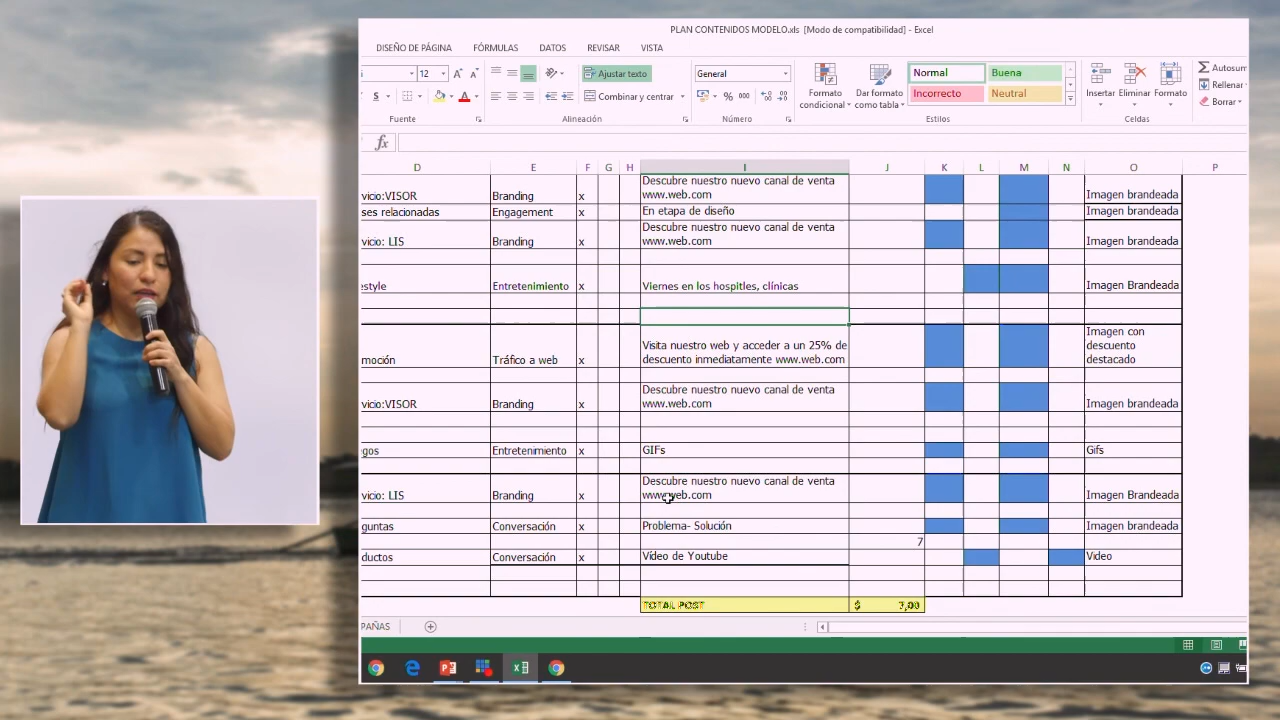 PLAN CONTENIDOS MODELO.xls [Modo de compatibilidad] - Excel
DISEÑO DE PÁGINA FÓRMULAS DATOS REVISAR VISTA
12 A A Ajustar texto General Normal Buena Autosum
S A Combinar y centrar % 000 Formato condicional Dar formato como tabla Incorrecto Neutral Insertar Eliminar Formato Rellenar
Borrar
Fuente Alineación Número Estilos Celdas
fx
D E F G H I J K L M N O P
Descubre nuestro nuevo canal de venta
vicio:VISOR Branding x www.web.com Imagen brandeada
ses relacionadas Engagement x En etapa de diseño Imagen brandeada
Descubre nuestro nuevo canal de venta
vicio: LIS Branding x www.web.com Imagen brandeada
estyle Entretenimiento x Viernes en los hospitles, clínicas Imagen Brandeada
Imagen con
Visita nuestro web y acceder a un 25% de descuento
moción Tráfico a web x descuento inmediatamente www.web.com destacado
Descubre nuestro nuevo canal de venta
vicio:VISOR Branding x www.web.com Imagen brandeada
egos Entretenimiento x GIFs Gifs
Descubre nuestro nuevo canal de venta
vicio: LIS Branding x www.web.com Imagen Brandeada
guntas Conversación x Problema- Solución Imagen brandeada
7
ductos Conversación x Vídeo de Youtube Video
TOTAL POST $ 7,00
PAÑAS